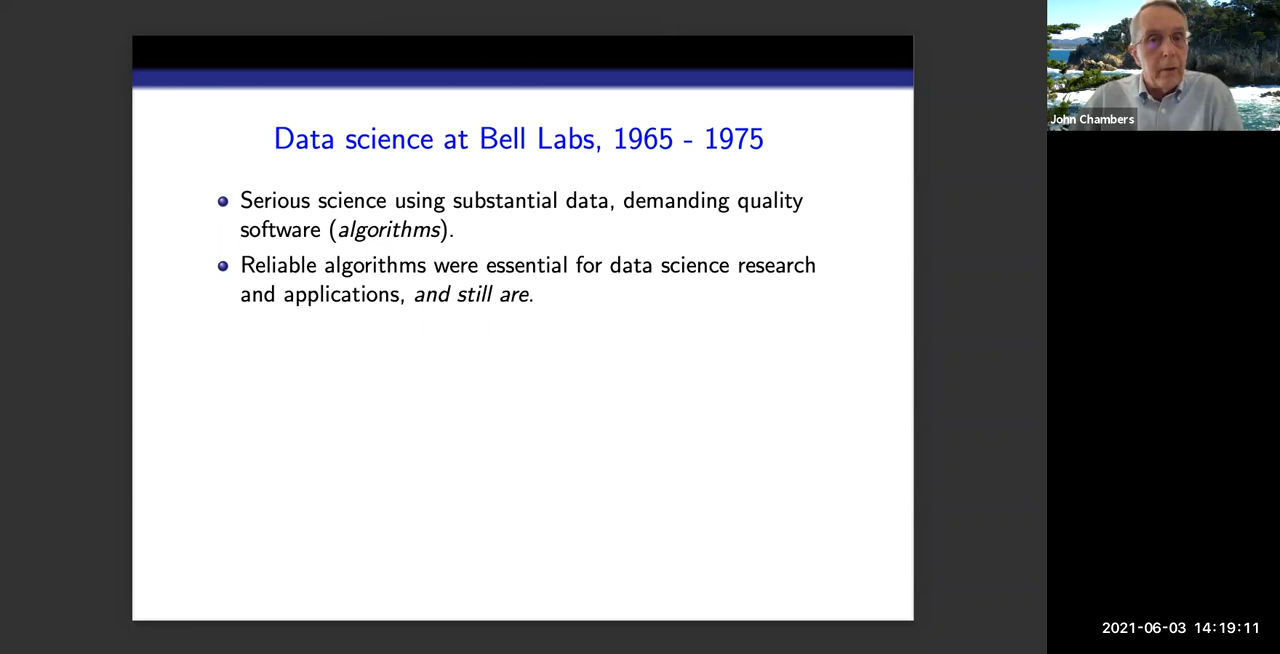 Data science at Bell Labs, 1965 - 1975
Serious science using substantial data, demanding quality
software (algorithms).
Reliable algorithms were essential for data science research
and applications, and still are.
John Chambers
2021-06-03 14:19:11